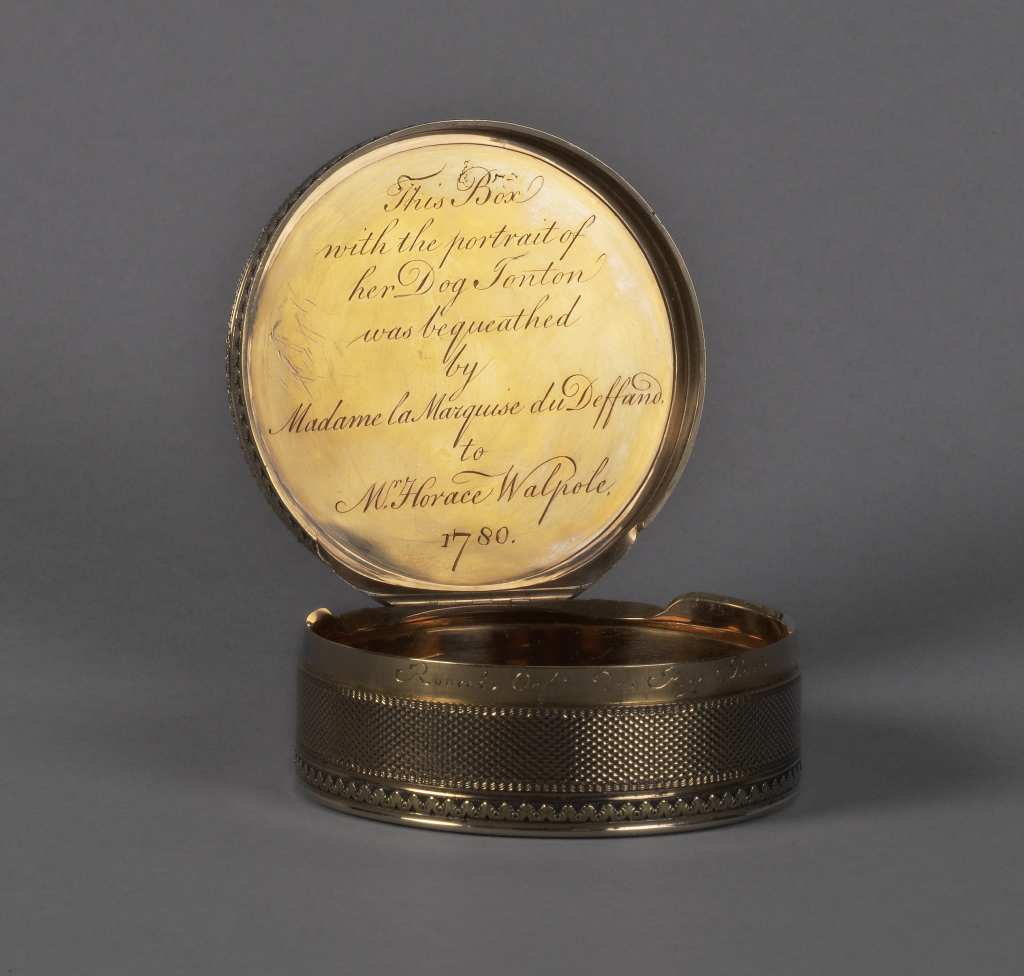 This Box
with the portrait of
her Dog Tonton
was bequeathed
by
Madame la Marquise du Deffand.
to
Mr. Horace Walpole.
1780.